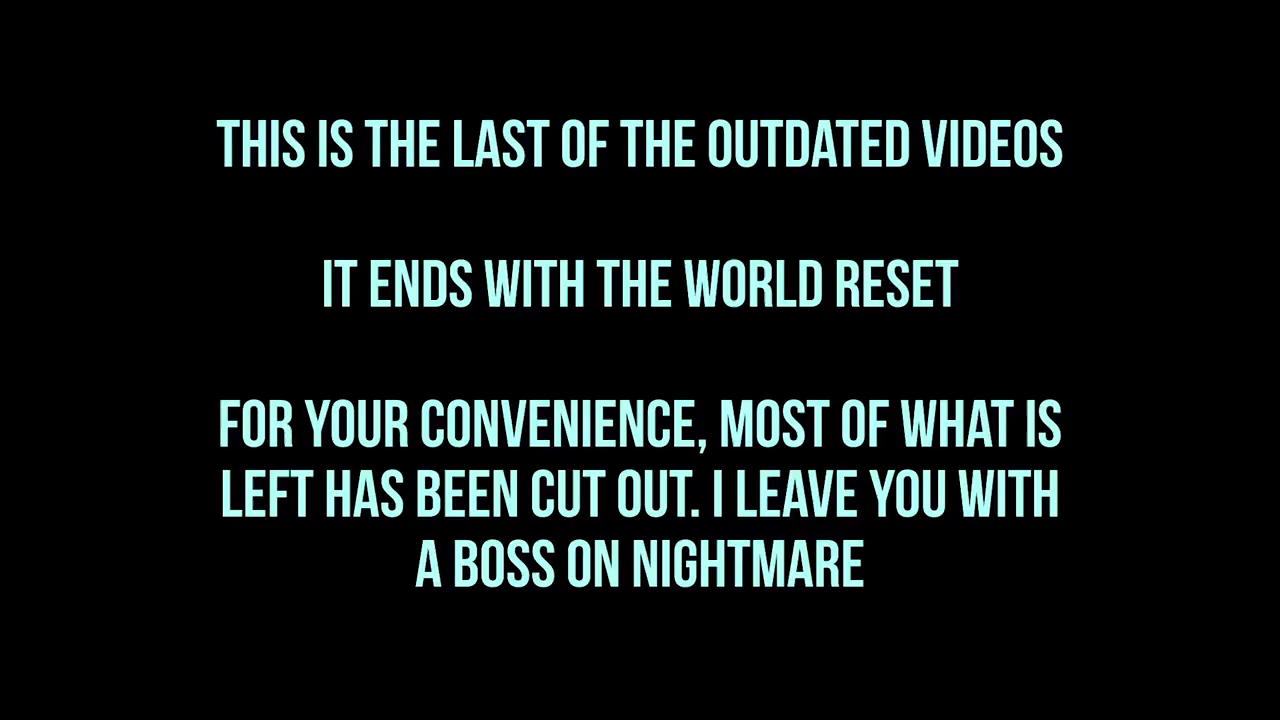 THIS IS THE LAST OF THE OUTDATED VIDEOS
IT ENDS WITH THE WORLD RESET
FOR YOUR CONVENIENCE, MOST OF WHAT IS
LEFT HAS BEEN CUT OUT. I LEAVE YOU WITH
A BOSS ON NIGHTMARE